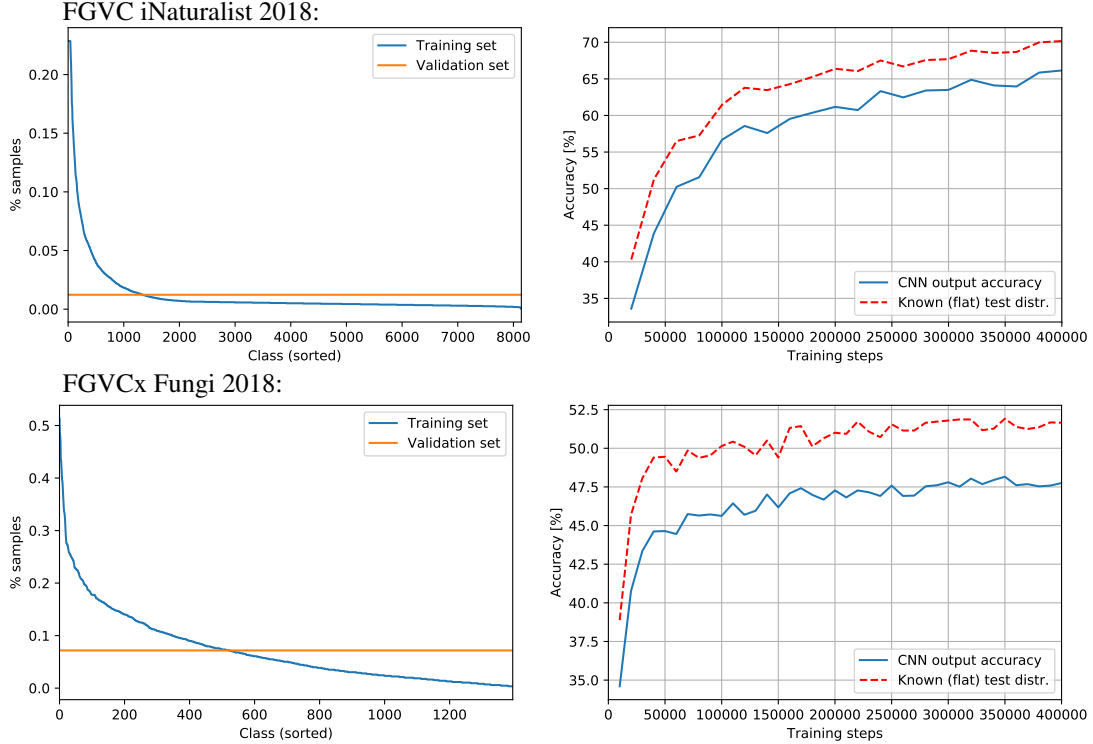 FGVC iNaturalist 2018:
Training set
Validation set
% samples
0.20
0.15
0.10
0.05
0.00
0 1000 2000 3000 4000 5000 6000 7000 8000
Class (sorted)
Accuracy [%]
70
65
60
55
50
45
40
35
CNN output accuracy
Known (flat) test distr.
0 50000 100000 150000 200000 250000 300000 350000 400000
Training steps
FGVCx Fungi 2018:
Training set
Validation set
% samples
0.5
0.4
0.3
0.2
0.1
0.0
0 200 400 600 800 1000 1200
Class (sorted)
Accuracy [%]
52.5
50.0
47.5
45.0
42.5
40.0
37.5
35.0
CNN output accuracy
Known (flat) test distr.
0 50000 100000 150000 200000 250000 300000 350000 400000
Training steps